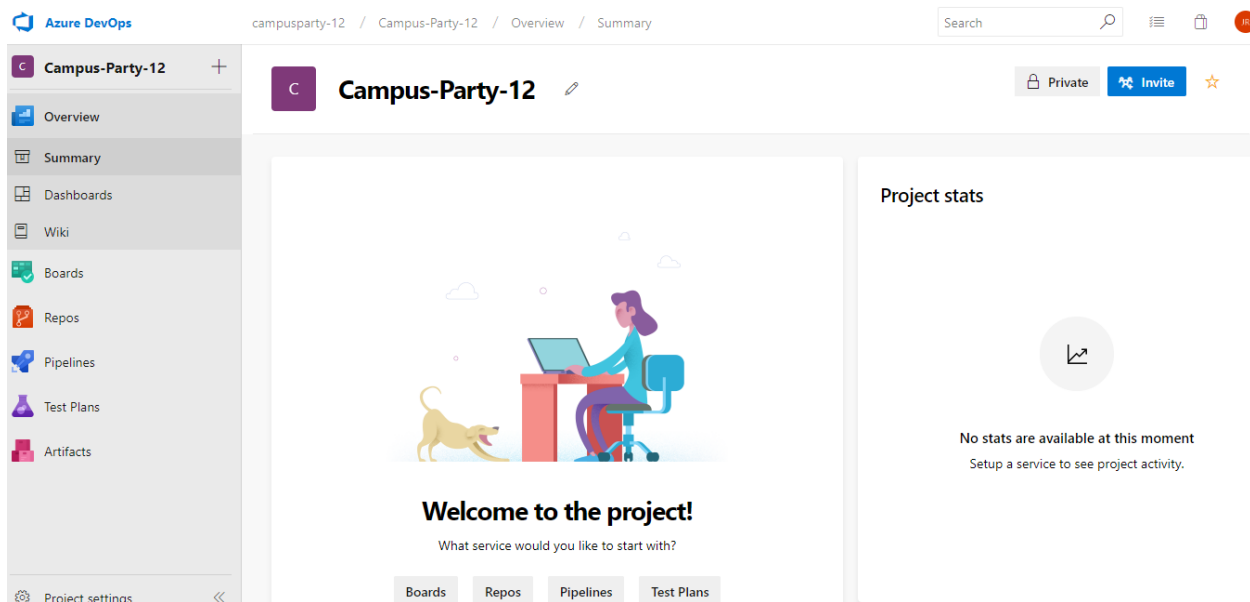 Azure DevOps
campusparty-12 / Campus-Party-12 / Overview / Summary
Search
JR
C Campus-Party-12
Overview
Summary
Dashboards
Wiki
Boards
Repos
Pipelines
Test Plans
Artifacts
Project settings
C Campus-Party-12
Private
Invite
Welcome to the project!
What service would you like to start with?
Boards Repos Pipelines Test Plans
Project stats
No stats are available at this moment
Setup a service to see project activity.